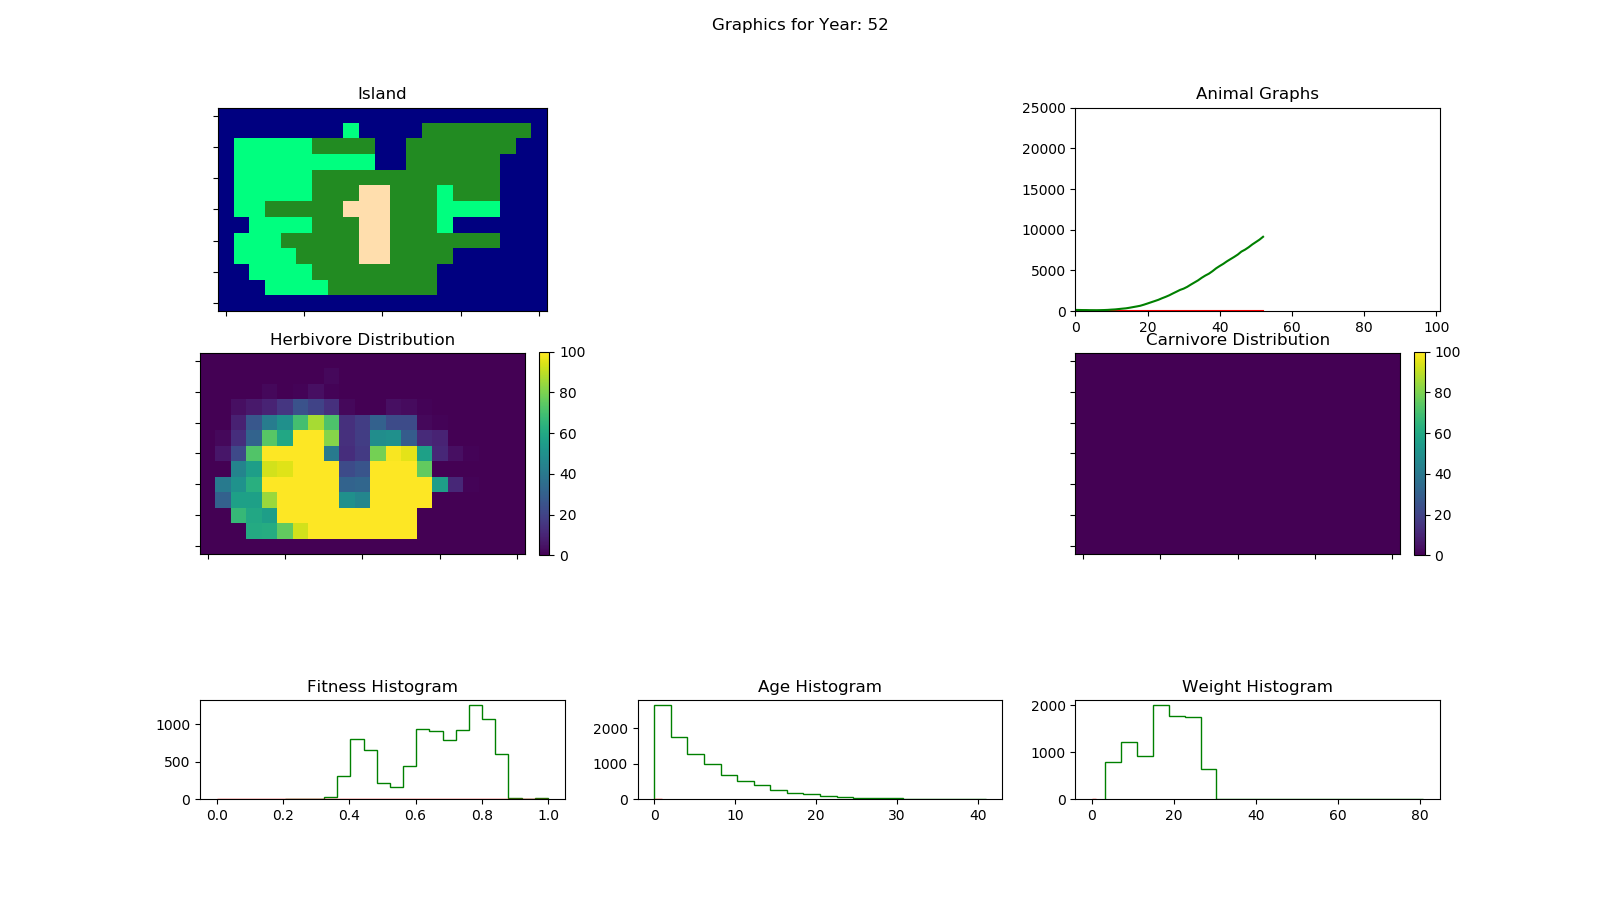 Graphics for Year: 52
Island
Animal Graphs
25000
20000
15000
10000
5000
0
0 20 40 60 80 100
Herbivore Distribution
100
80
60
40
20
0
Carnivore Distribution
100
80
60
40
20
0
Fitness Histogram
1000
500
0
0.0 0.2 0.4 0.6 0.8 1.0
Age Histogram
2000
1000
0
0 10 20 30 40
Weight Histogram
2000
1000
0
0 20 40 60 80